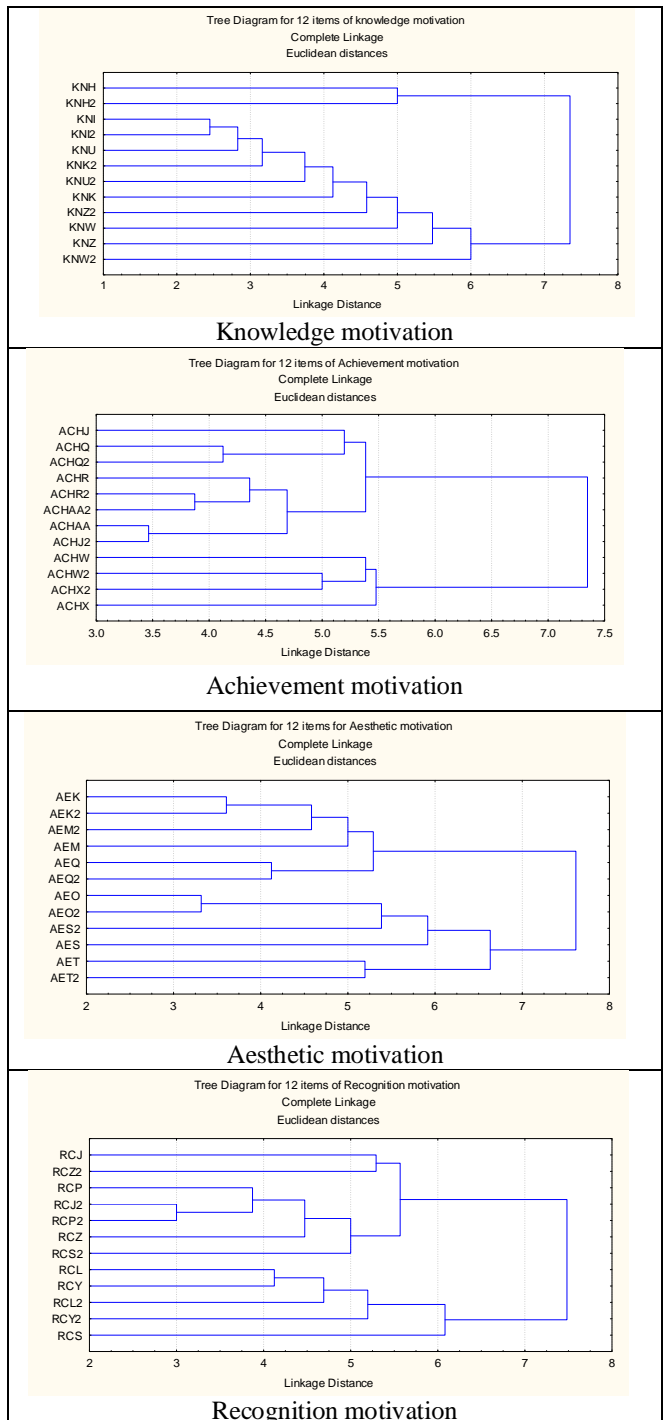 Tree Diagram for 12 items of knowledge motivation
Complete Linkage
Euclidean distances
KNH
KNH2
KNI
KNI2
KNU
KNK2
KNU2
KNK
KNZ2
KNW
KNZ
KNW2
1 2 3 4 5 6 7 8
Linkage Distance
Knowledge motivation
Tree Diagram for 12 items of Achievement motivation
Complete Linkage
Euclidean distances
ACHJ
ACHQ
ACHQ2
ACHR
ACHR2
ACHAA2
ACHAA
ACHJ2
ACHW
ACHW2
ACHX2
ACHX
3.0 3.5 4.0 4.5 5.0 5.5 6.0 6.5 7.0 7.5
Linkage Distance
Achievement motivation
Tree Diagram for 12 items for Aesthetic motivation
Complete Linkage
Euclidean distances
AEK
AEK2
AEM2
AEM
AEQ
AEQ2
AEO
AEO2
AES2
AES
AET
AET2
2 3 4 5 6 7 8
Linkage Distance
Aesthetic motivation
Tree Diagram for 12 items of Recognition motivation
Complete Linkage
Euclidean distances
RCJ
RCZ2
RCP
RCJ2
RCP2
RCZ
RCS2
RCL
RCY
RCL2
RCY2
RCS
2 3 4 5 6 7 8
Linkage Distance
Recognition motivation